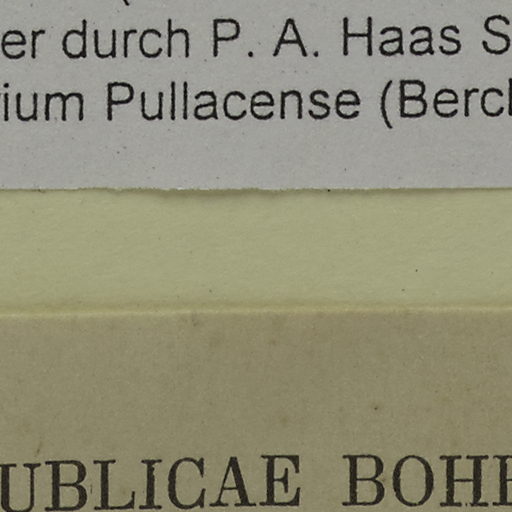 er durch P. A. Haas S
ium Pullacense (Berc
UBLICAE BOHE